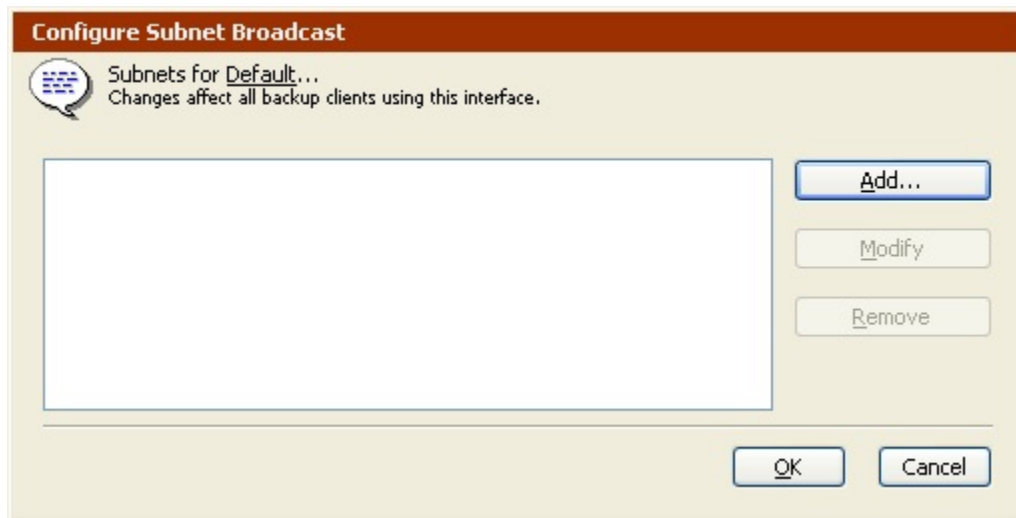 Configure Subnet Broadcast
Subnets for Default...
Changes affect all backup clients using this interface.
Add...
Modify
Remove
OK
Cancel